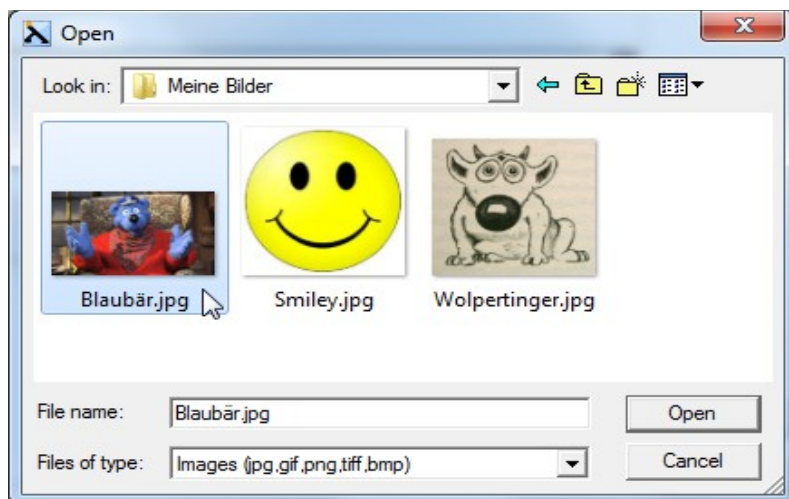 Open
Look in: Meine Bilder
Blaubär.jpg Smiley.jpg Wolpertinger.jpg
File name: Blaubär.jpg Open
Files of type: Images (jpg,gif,png,tiff,bmp) Cancel